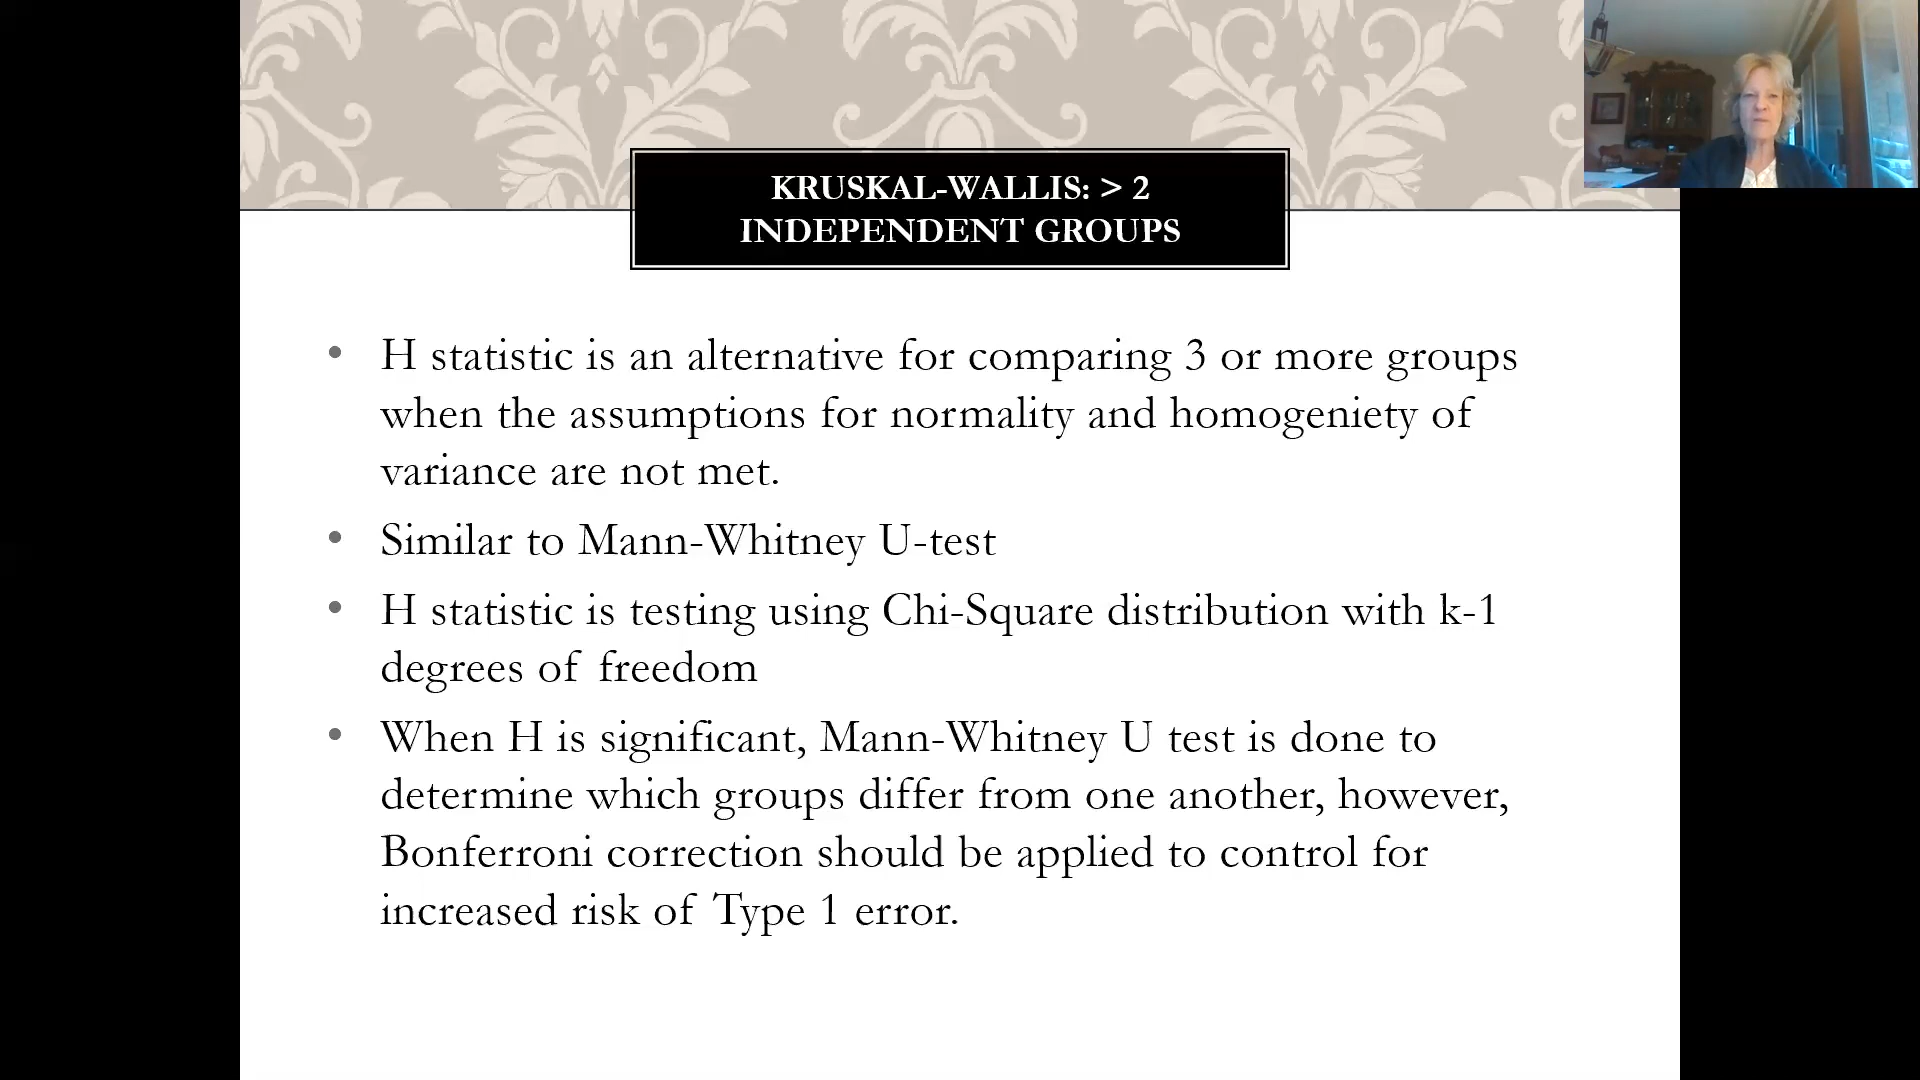 KRUSKAL-WALLIS: > 2
INDEPENDENT GROUPS
• H statistic is an alternative for comparing 3 or more groups
when the assumptions for normality and homogeniety of
variance are not met.
• Similar to Mann-Whitney U-test
• H statistic is testing using Chi-Square distribution with k-1
degrees of freedom
• When H is significant, Mann-Whitney U test is done to
determine which groups differ from one another, however,
Bonferroni correction should be applied to control for
increased risk of Type 1 error.